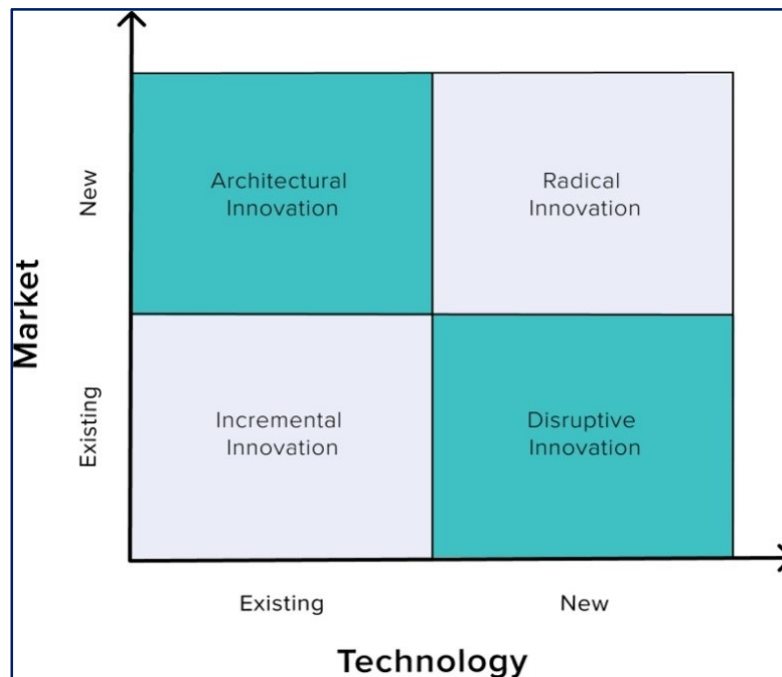 Market
New
Existing
Architectural
Innovation
Radical
Innovation
Incremental
Innovation
Disruptive
Innovation
Existing
New
Technology